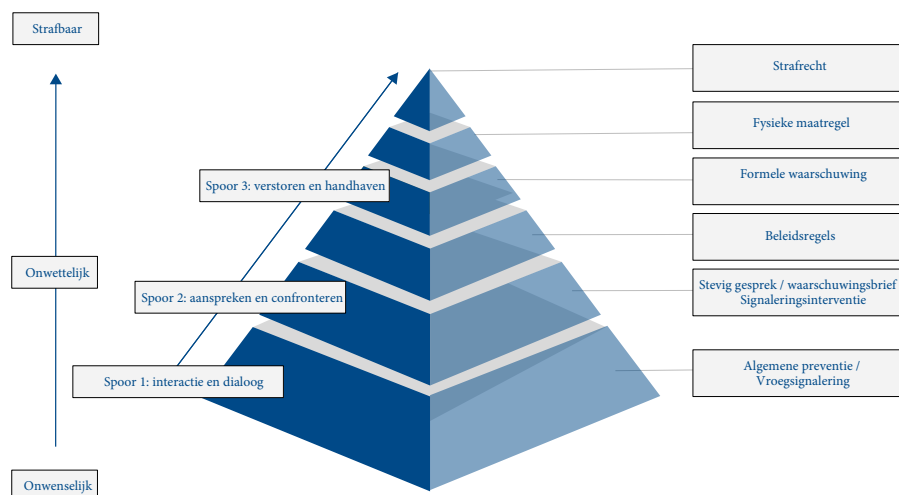 Strafbaar
Strafrecht
Fysieke maatregel
Formele waarschuwing
Spoor 3: verstoren en handhaven
Beleidsregels
Onwettelijk
Stevig gesprek / waarschuwingsbrief
Signaleringsinterventie
Spoor 2: aanspreken en confronteren
Algemene preventie /
Vroegsignalering
Spoor 1: interactie en dialoog
Onwenselijk